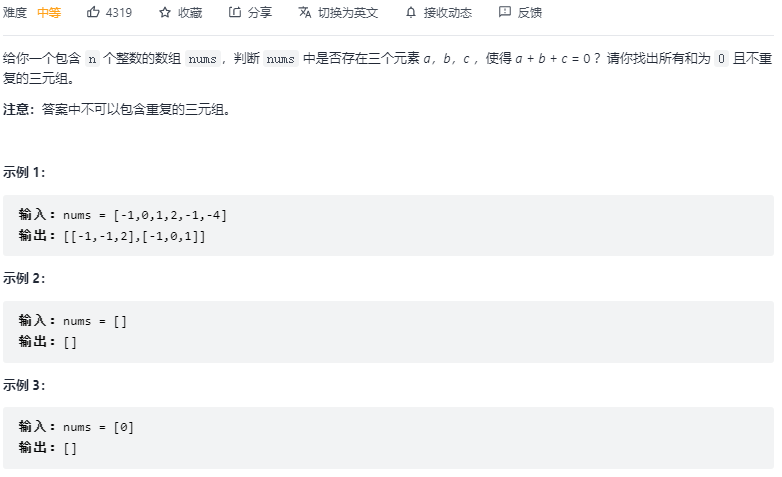 难度 中等 4319 收藏 分享 切换为英文 接收动态 反馈
给你一个包含 n 个整数的数组 nums，判断 nums 中是否存在三个元素 a，b，c ，使得 a + b + c = 0 ？请你找出所有和为 0 且不重
复的三元组。
注意：答案中不可以包含重复的三元组。
示例 1：
输入：nums = [-1,0,1,2,-1,-4]
输出：[[-1,-1,2],[-1,0,1]]
示例 2：
输入：nums = []
输出：[]
示例 3：
输入：nums = [0]
输出：[]